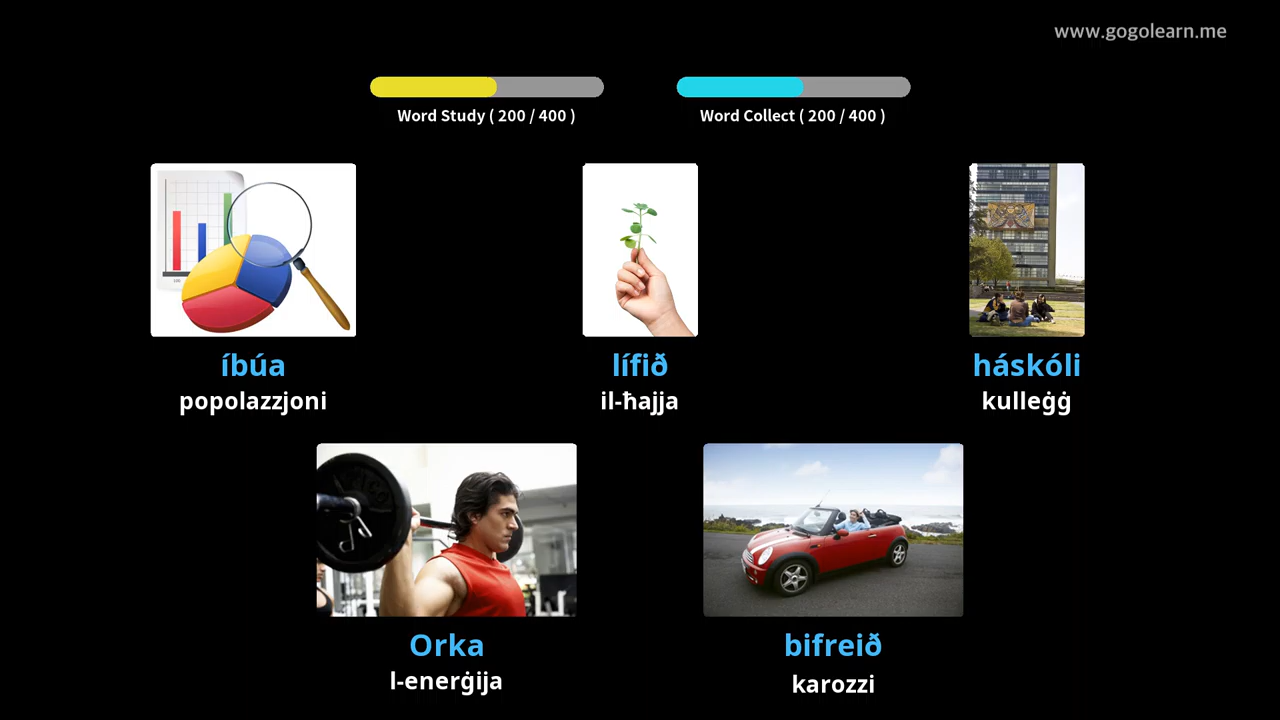 www.gogolearn.me
Word Study ( 200 / 400 )
Word Collect ( 200 / 400 )
íbúa
popolazzjoni
lífið
il-ħajja
háskóli
kulleġġ
Orka
l-enerġija
bifreið
karozzi